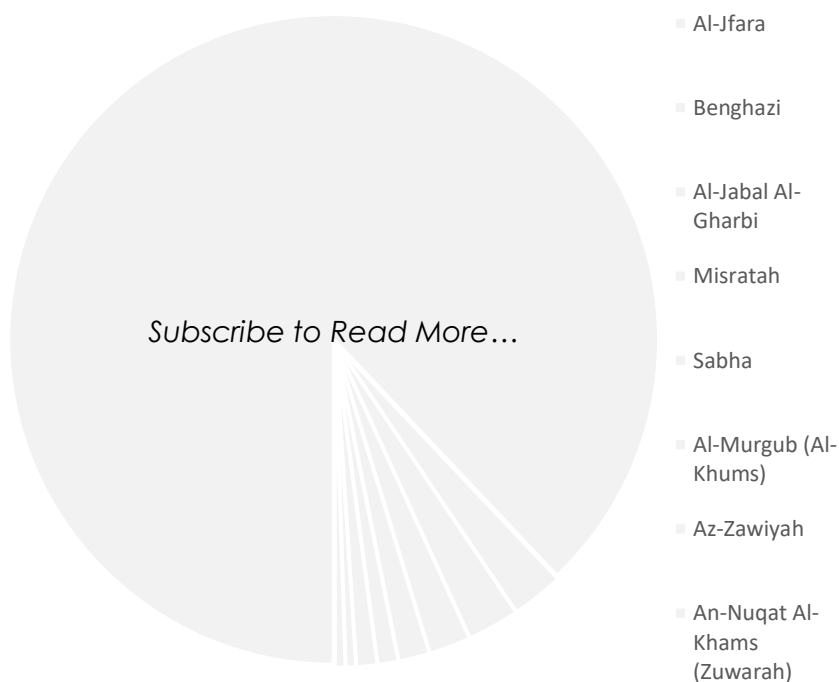 Al-Jfara
Benghazi
Al-Jabal Al-
Gharbi
Misratah
Subscribe to Read More…
Sabha
Al-Murgub (Al-
Khums)
Az-Zawiyah
An-Nuqat Al-
Khams
(Zuwarah)